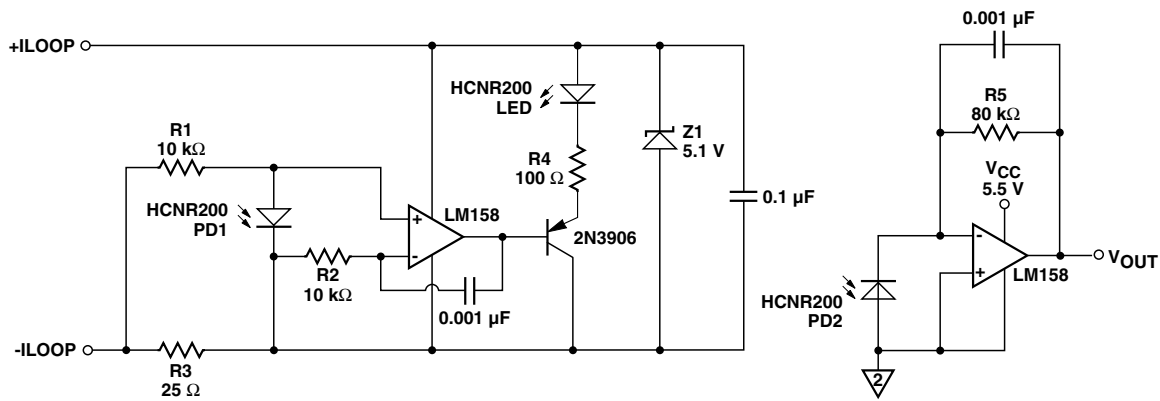 +ILOOP
R1
10 kΩ
HCNR200
PD1
R2
10 kΩ
-ILOOP
R3
25 Ω
+
-
LM158
0.001 µF
HCNR200
LED
R4
100 Ω
2N3906
Z1
5.1 V
0.1 µF
0.001 µF
R5
80 kΩ
VCC
5.5 V
-
+
LM158
VOUT
HCNR200
PD2
2